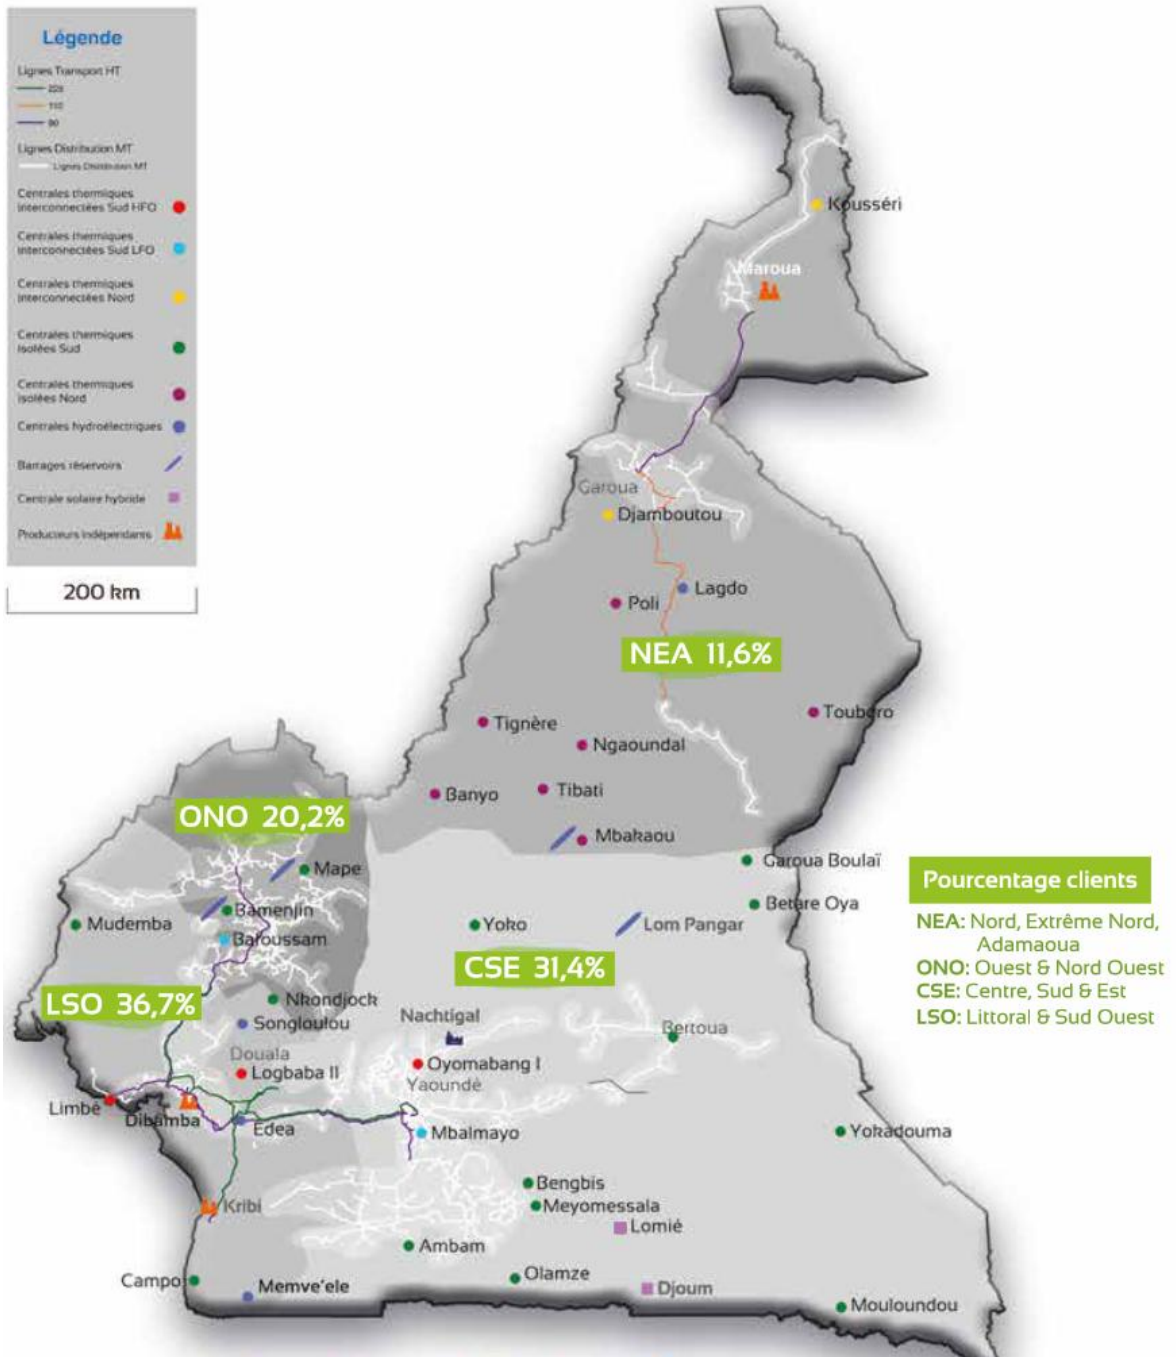 Légende
Lignes Transport HT
225
110
90
Lignes Distribution MT
Lignes Distribution MT
Centrales thermiques
interconnectées Sud HFO
Centrales thermiques
interconnectées Sud LFO
Centrales thermiques
interconnectées Nord
Centrales thermiques
isolées Sud
Centrales thermiques
isolées Nord
Centrales hydroélectriques
Barrages réservoirs
Centrale solaire hybride
Producteurs indépendants
200 km
Kousséri
Maroua
Garoua
Djamboutou
Lagdo
Poli
NEA 11,6%
Touboro
Tignère
Ngaoundal
Banyo
Tibati
ONO 20,2%
Mbakaou
Mape
Garoua Boulaï
Betare Oya
Bamenjin
Mudemba
Yoko
Lom Pangar
Bafoussam
CSE 31,4%
LSO 36,7%
Nkondjock
Songloulou
Nachtigal
Bertoua
Douala
Logbaba II
Oyomabang I
Yaoundé
Limbé
Dibamba
Edea
Mbalmayo
Yokadouma
Bengbis
Meyomessala
Kribi
Lomié
Ambam
Campo
Olamze
Memve'ele
Djoum
Mouloundou
Pourcentage clients
NEA: Nord, Extrême Nord,
Adamaoua
ONO: Ouest & Nord Ouest
CSE: Centre, Sud & Est
LSO: Littoral & Sud Ouest